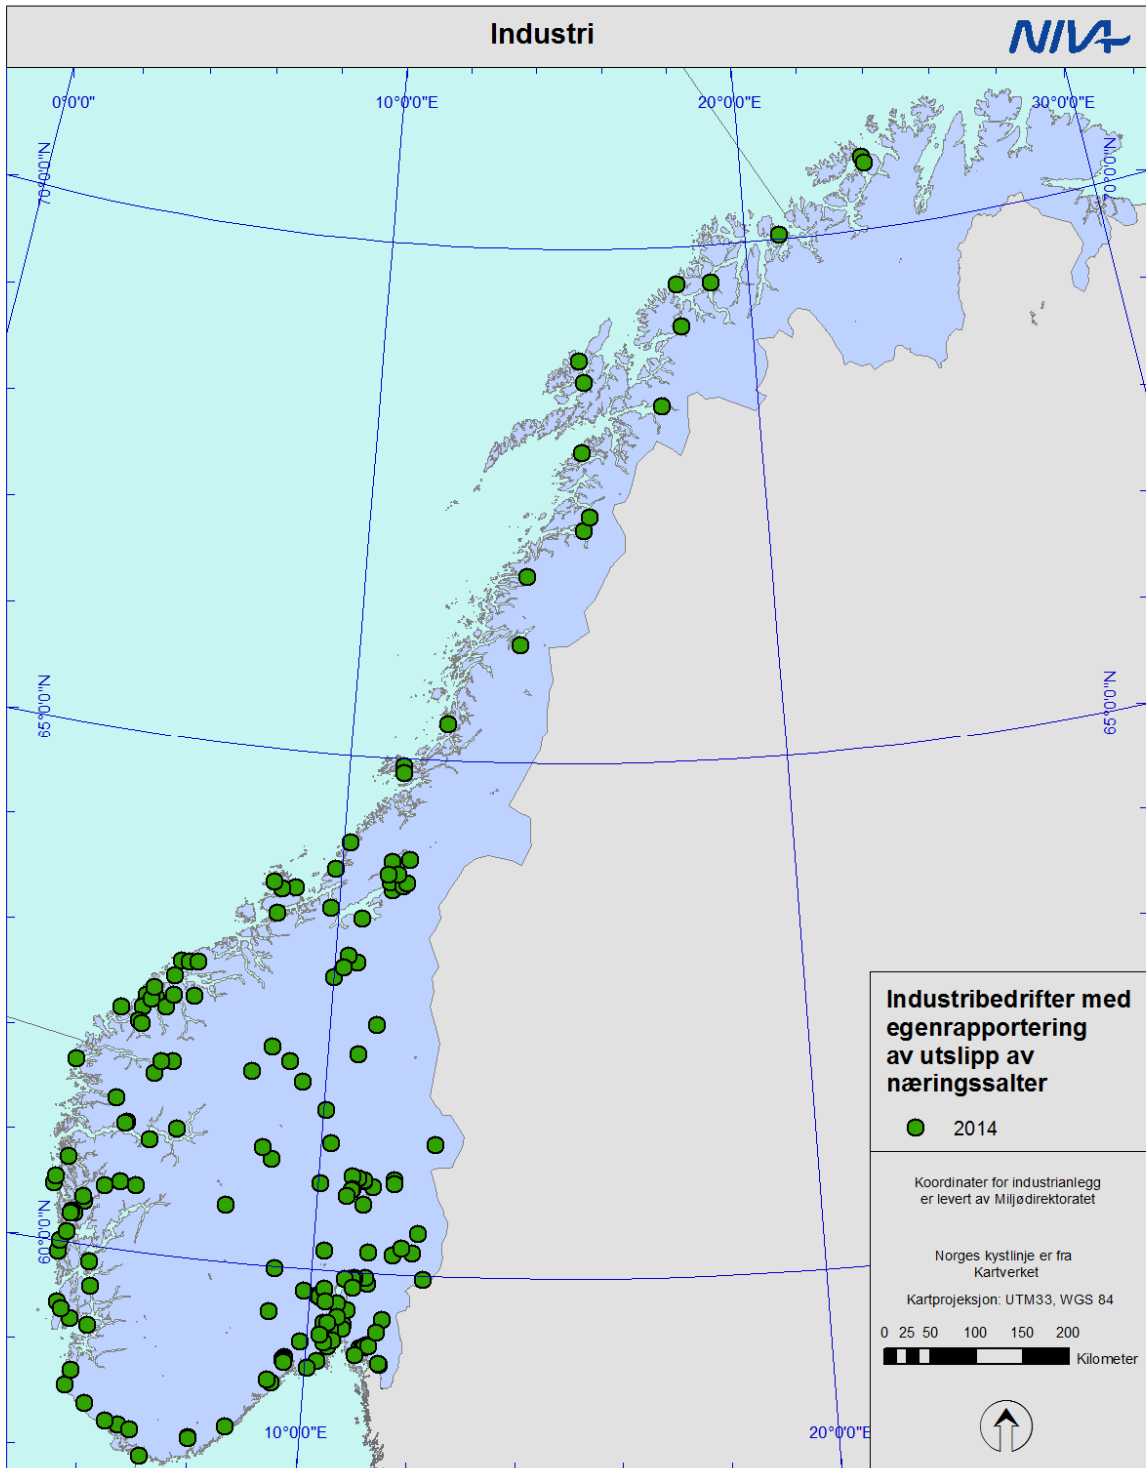 Industri
NIVA
0°0'0"
10°0'0"E
20°0'0"E
30°0'0"E
70°0'0"N
70°0'0"N
65°0'0"N
65°0'0"N
60°0'0"N
10°0'0"E
20°0'0"E
Industribedrifter med
egenrapportering
av utslipp av
næringssalter
2014
Koordinater for industrianlegg
er levert av Miljødirektoratet
Norges kystlinje er fra
Kartverket
Kartprojeksjon: UTM33, WGS 84
0 25 50 100 150 200
Kilometer